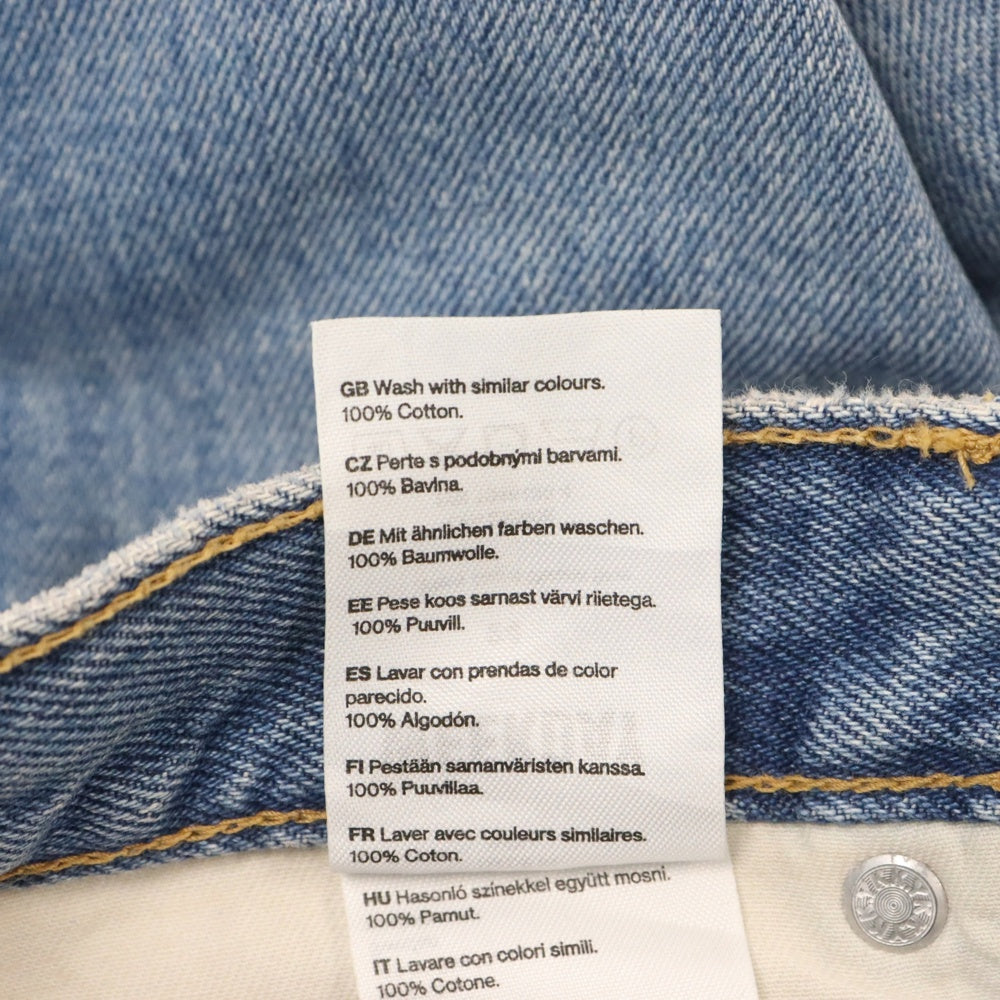 GB Wash with similar colours.
100% Cotton.
CZ Perte s podobnými barvami.
100% Bavlna.
DE Mit ähnlichen farben waschen.
100% Baumwolle.
EE Pese koos sarnast värvi riietega.
100% Puuvill.
ES Lavar con prendas de color
parecido.
100% Algodón.
FI Pestään samanväristen kanssa.
100% Puuvillaa.
FR Laver avec couleurs similaires.
100% Coton.
HU Hasonló színekkel együtt mosni.
100% Pamut.
IT Lavare con colori simili.
100% Cotone.